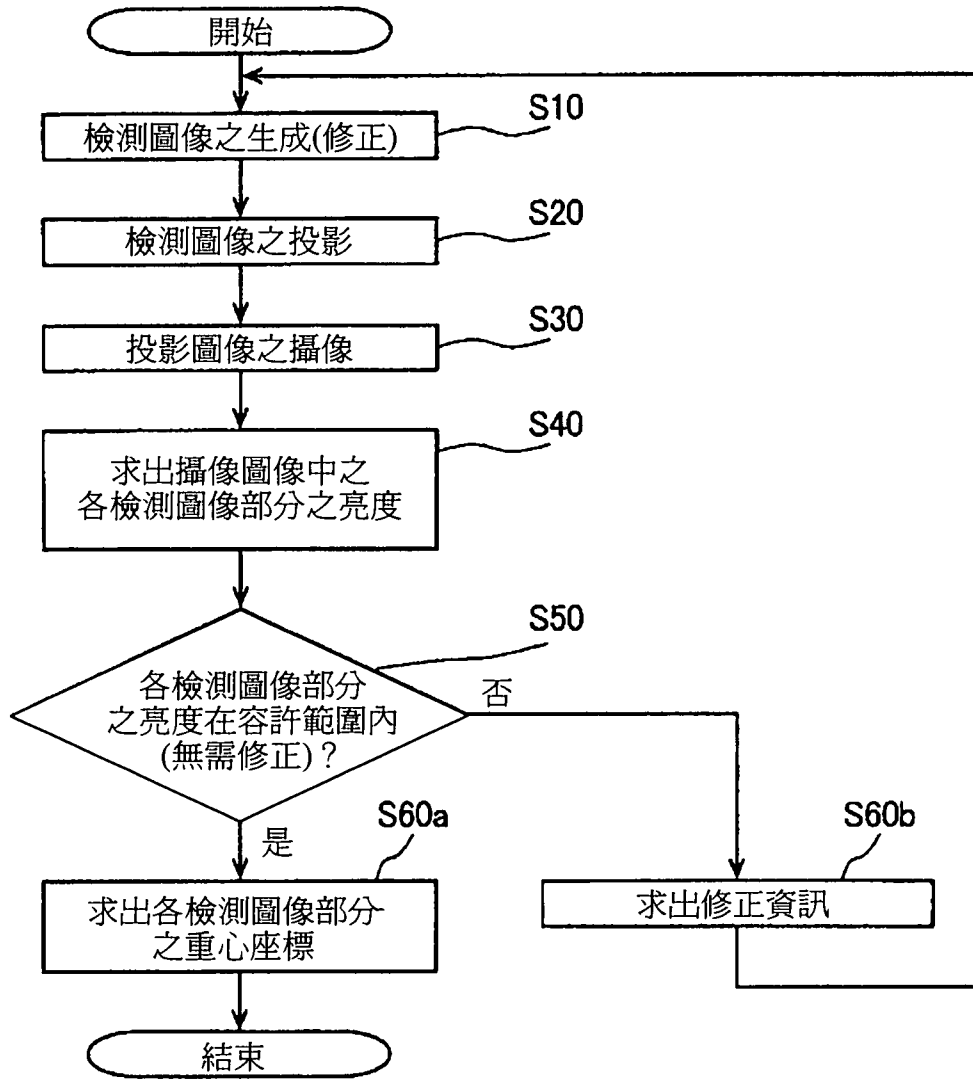 開始
S10
檢測圖像之生成(修正)
S20
檢測圖像之投影
S30
投影圖像之攝像
S40
求出攝像圖像中之
各檢測圖像部分之亮度
S50
各檢測圖像部分
之亮度在容許範圍內
(無需修正)？
否
是
S60a
求出各檢測圖像部分
之重心座標
S60b
求出修正資訊
結束